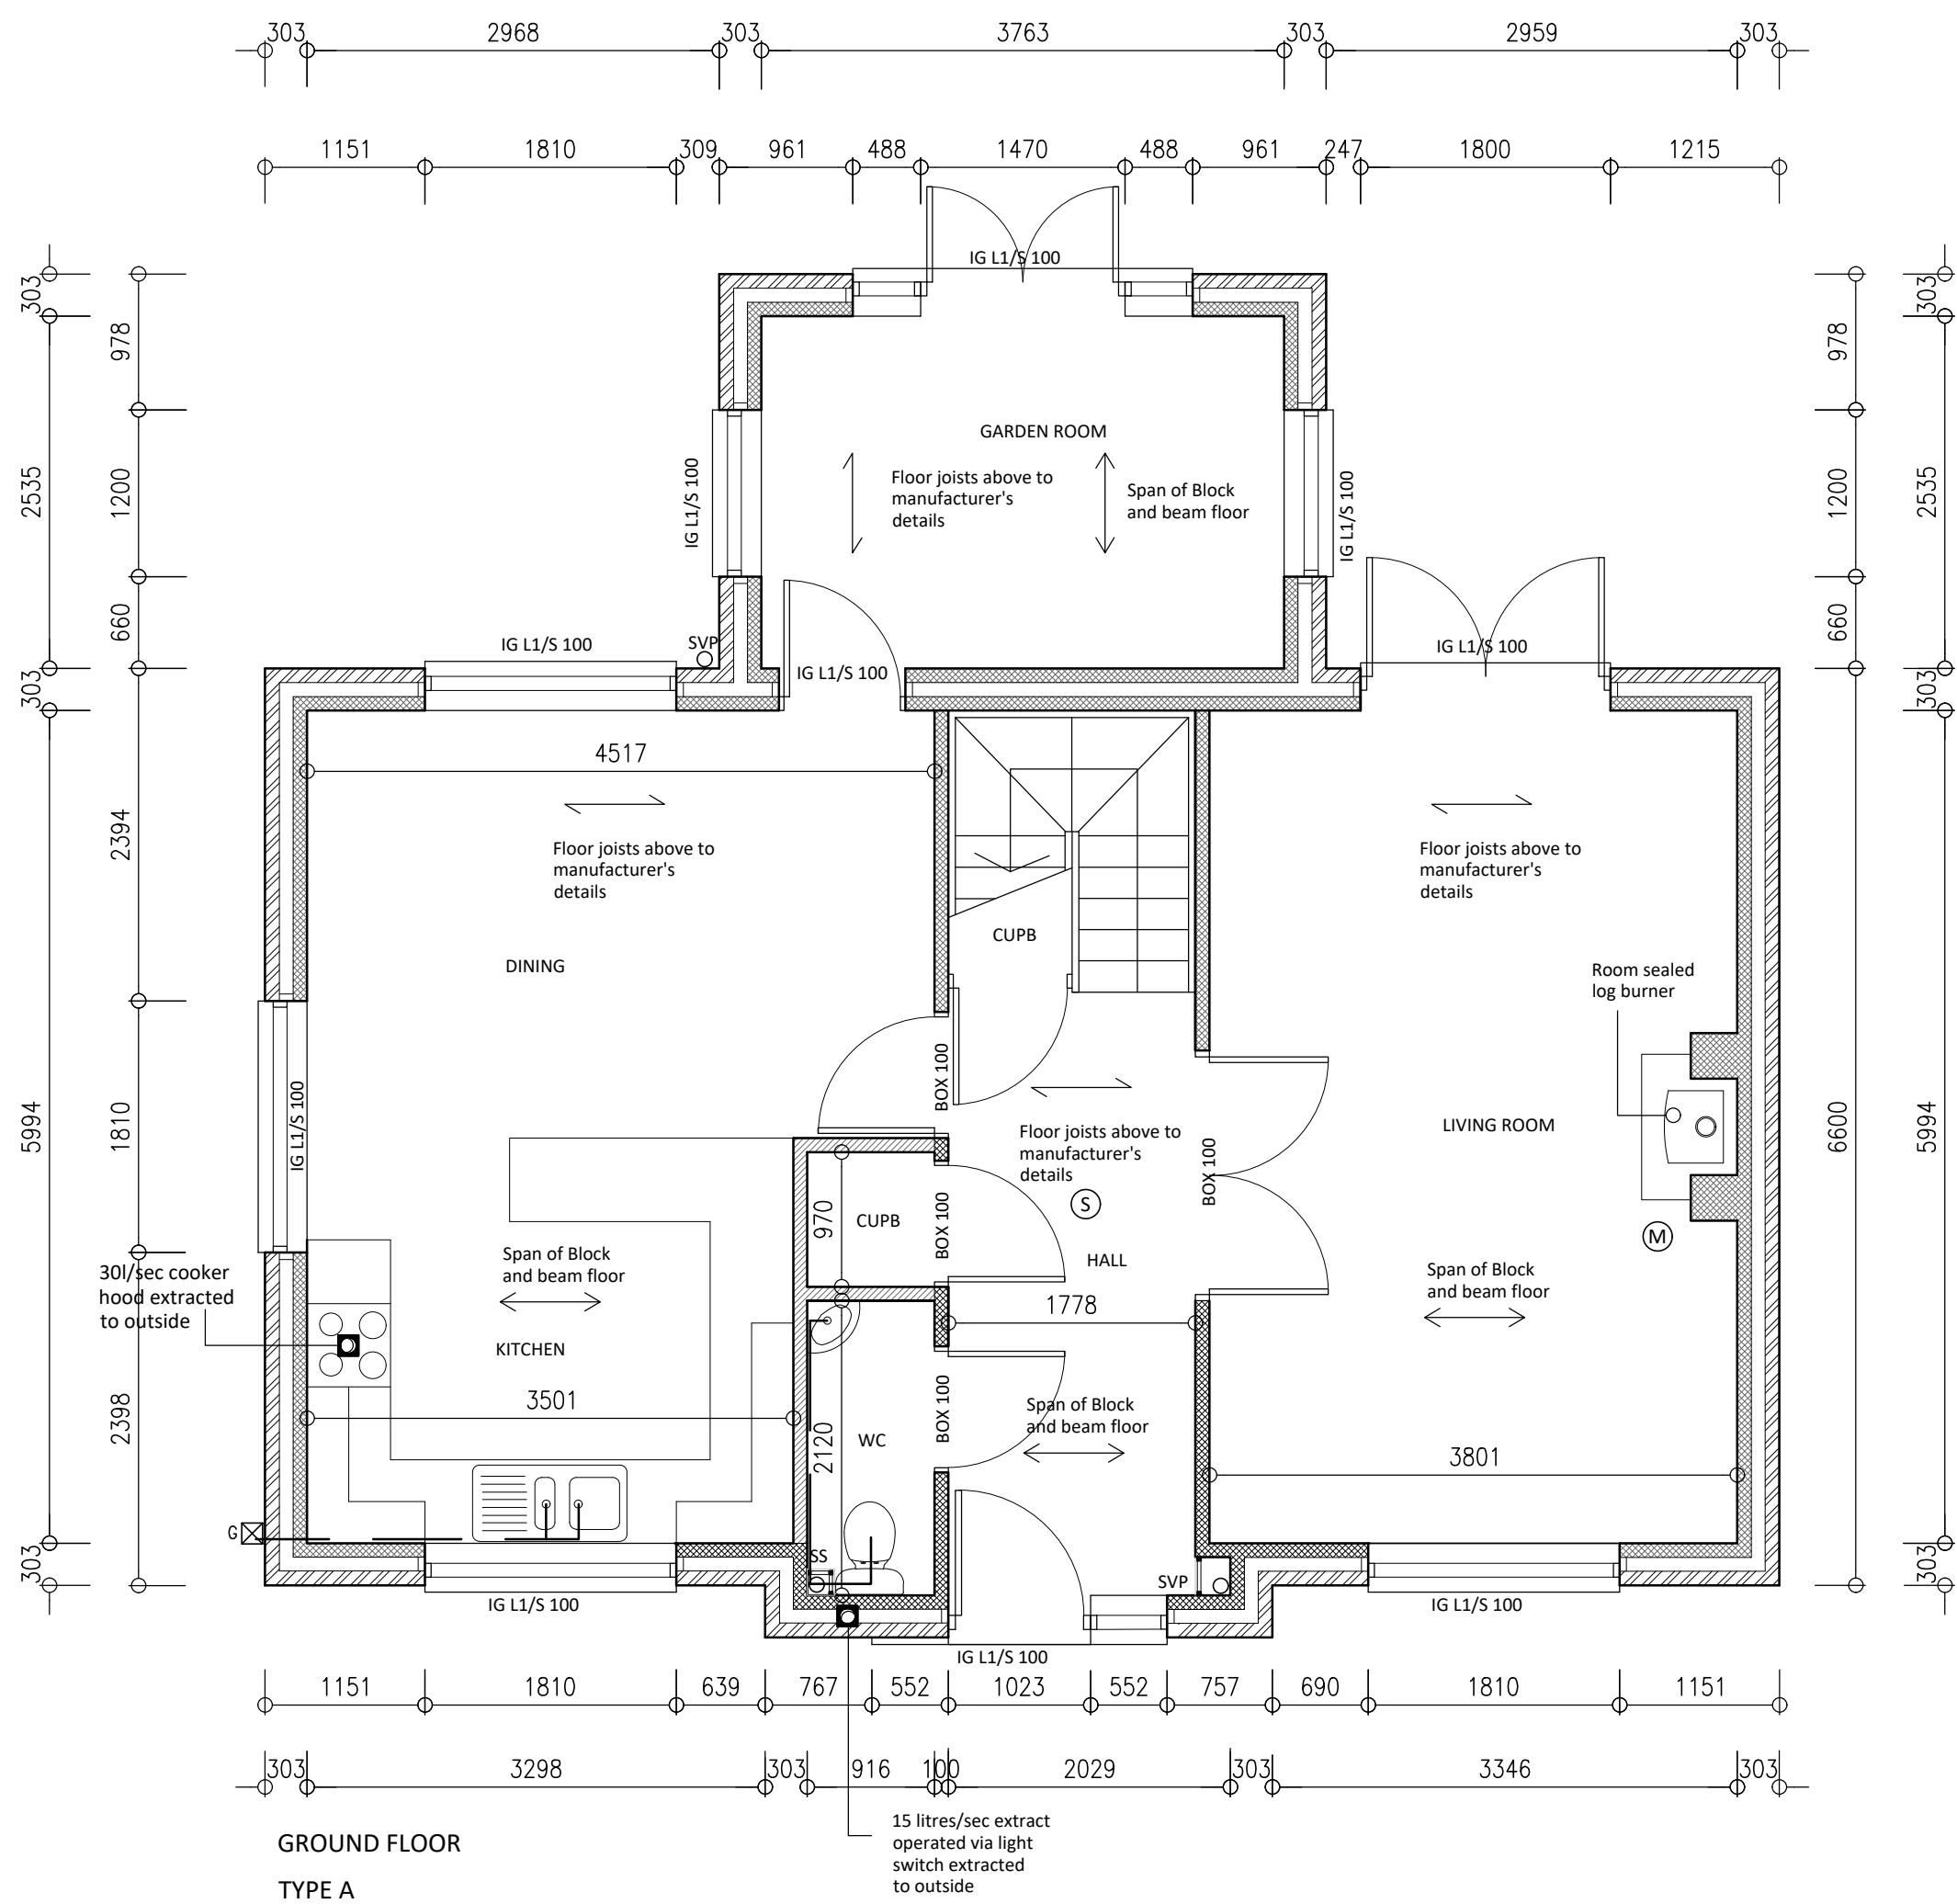 303 2968 303 3763 303 2959 303
1151 1810 309 961 488 1470 488 961 247 1800 1215
IG L1/S 100
303
978
1200
660
2535
303
2394
1810
2398
5994
303
303
978
1200
660
6600
303
2535
303
5994
303
GARDEN ROOM
Floor joists above to
manufacturer's
details
Span of Block
and beam floor
IG L1/S 100
IG L1/S 100
IG L1/S 100
SVP
IG L1/S 100
IG L1/S 100
4517
Floor joists above to
manufacturer's
details
Floor joists above to
manufacturer's
details
CUPB
DINING
Room sealed
log burner
BOX 100
IG L1/S 100
Floor joists above to
manufacturer's
details
S
LIVING ROOM
BOX 100
970
CUPB
BOX 100
HALL
M
30l/sec cooker
hood extracted
to outside
Span of Block
and beam floor
Span of Block
and beam floor
1778
KITCHEN
3501
2120
WC
BOX 100
Span of Block
and beam floor
3801
G
SS
SVP
IG L1/S 100
IG L1/S 100
IG L1/S 100
1151 1810 639 767 552 1023 552 757 690 1810 1151
303 3298 303 916 100 2029 303 3346 303
15 litres/sec extract
operated via light
switch extracted
to outside
GROUND FLOOR
TYPE A